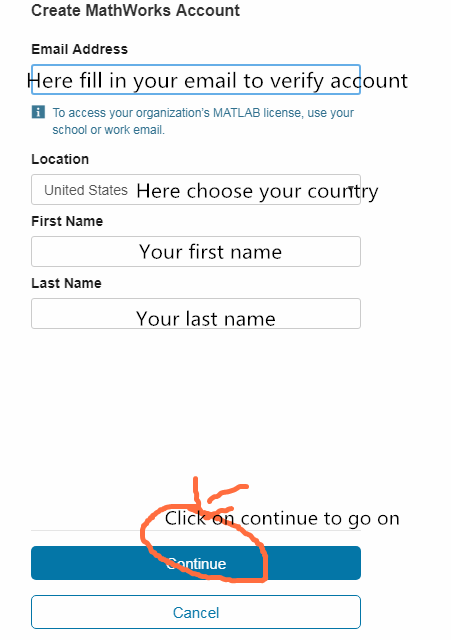 Create MathWorks Account
Email Address
Here fill in your email to verify account
To access your organization's MATLAB license, use your
school or work email.
Location
United States Here choose your country
First Name
Your first name
Last Name
Your last name
Click on continue to go on
Continue
Cancel